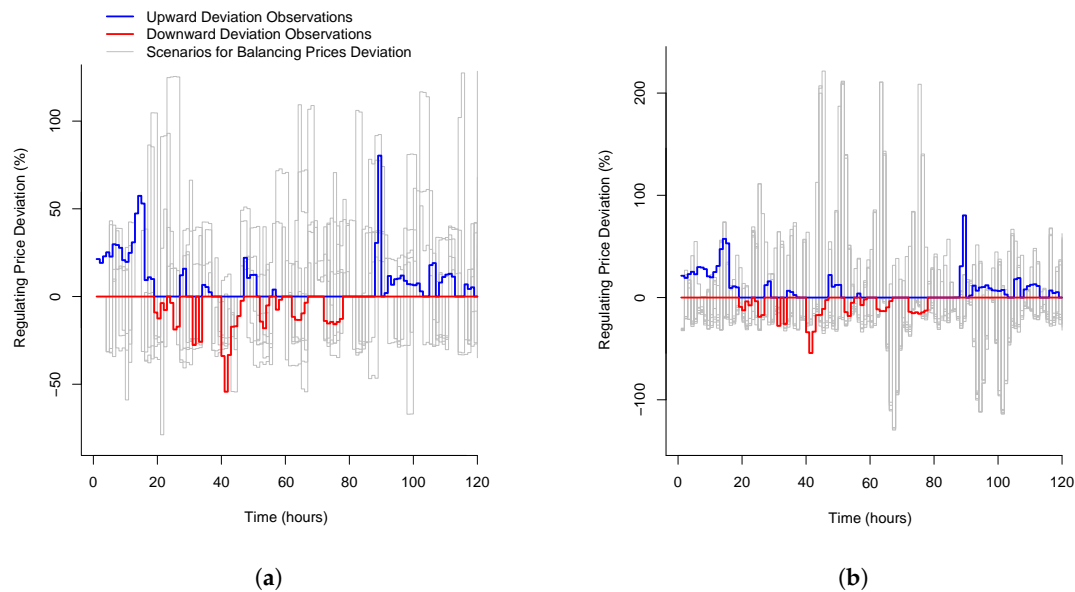 Upward Deviation Observations
Downward Deviation Observations
Scenarios for Balancing Prices Deviation
Regulating Price Deviation (%)
100
50
0
−50
0 20 40 60 80 100 120
Time (hours)
(a)
Regulating Price Deviation (%)
200
100
0
−100
0 20 40 60 80 100 120
Time (hours)
(b)